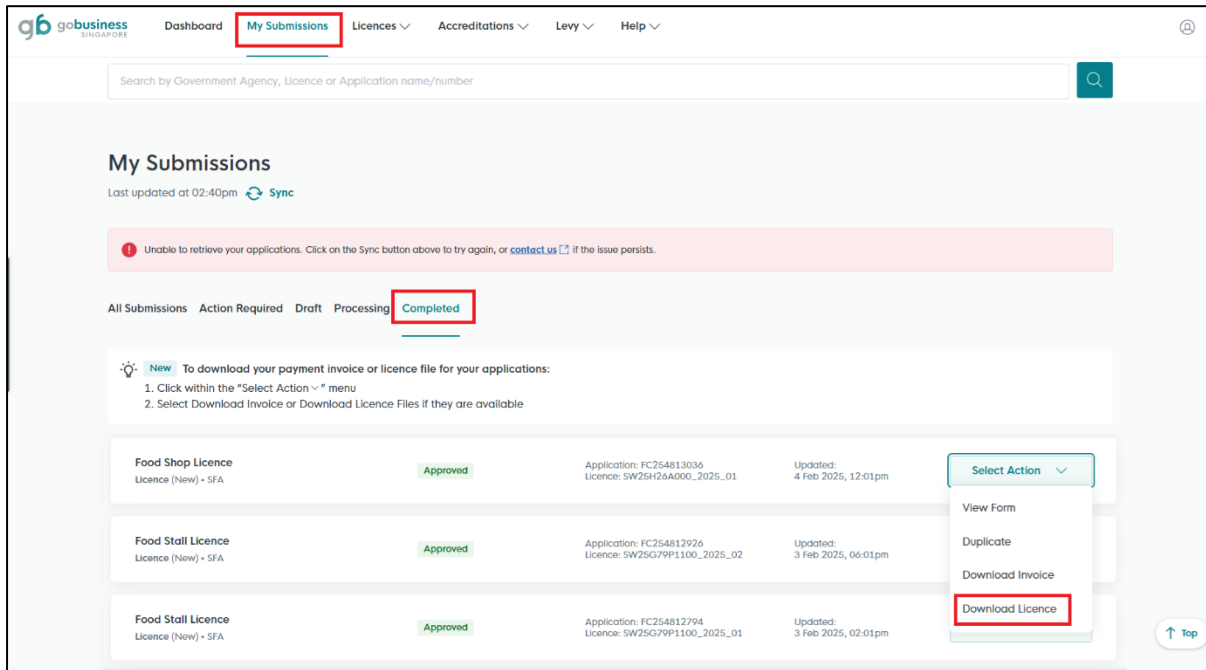 gb gobusiness SINGAPORE Dashboard My Submissions Licences Accreditations Levy Help
Search by Government Agency, Licence or Application name/number
My Submissions
Last updated at 02:40pm Sync
Unable to retrieve your applications. Click on the Sync button above to try again, or contact us if the issue persists.
All Submissions Action Required Draft Processing Completed
New To download your payment invoice or licence file for your applications:
1. Click within the "Select Action" menu
2. Select Download Invoice or Download Licence Files if they are available
Food Shop Licence
Licence (New) • SFA
Approved
Application: FC254813036
Licence: SW25H26A000_2025_01
Updated:
4 Feb 2025, 12:01pm
Select Action
View Form
Duplicate
Download Invoice
Download Licence
Food Stall Licence
Licence (New) • SFA
Approved
Application: FC254812926
Licence: SW25G79P1100_2025_02
Updated:
3 Feb 2025, 06:01pm
Food Stall Licence
Licence (New) • SFA
Approved
Application: FC254812794
Licence: SW25G79P1100_2025_01
Updated:
3 Feb 2025, 02:01pm
Top